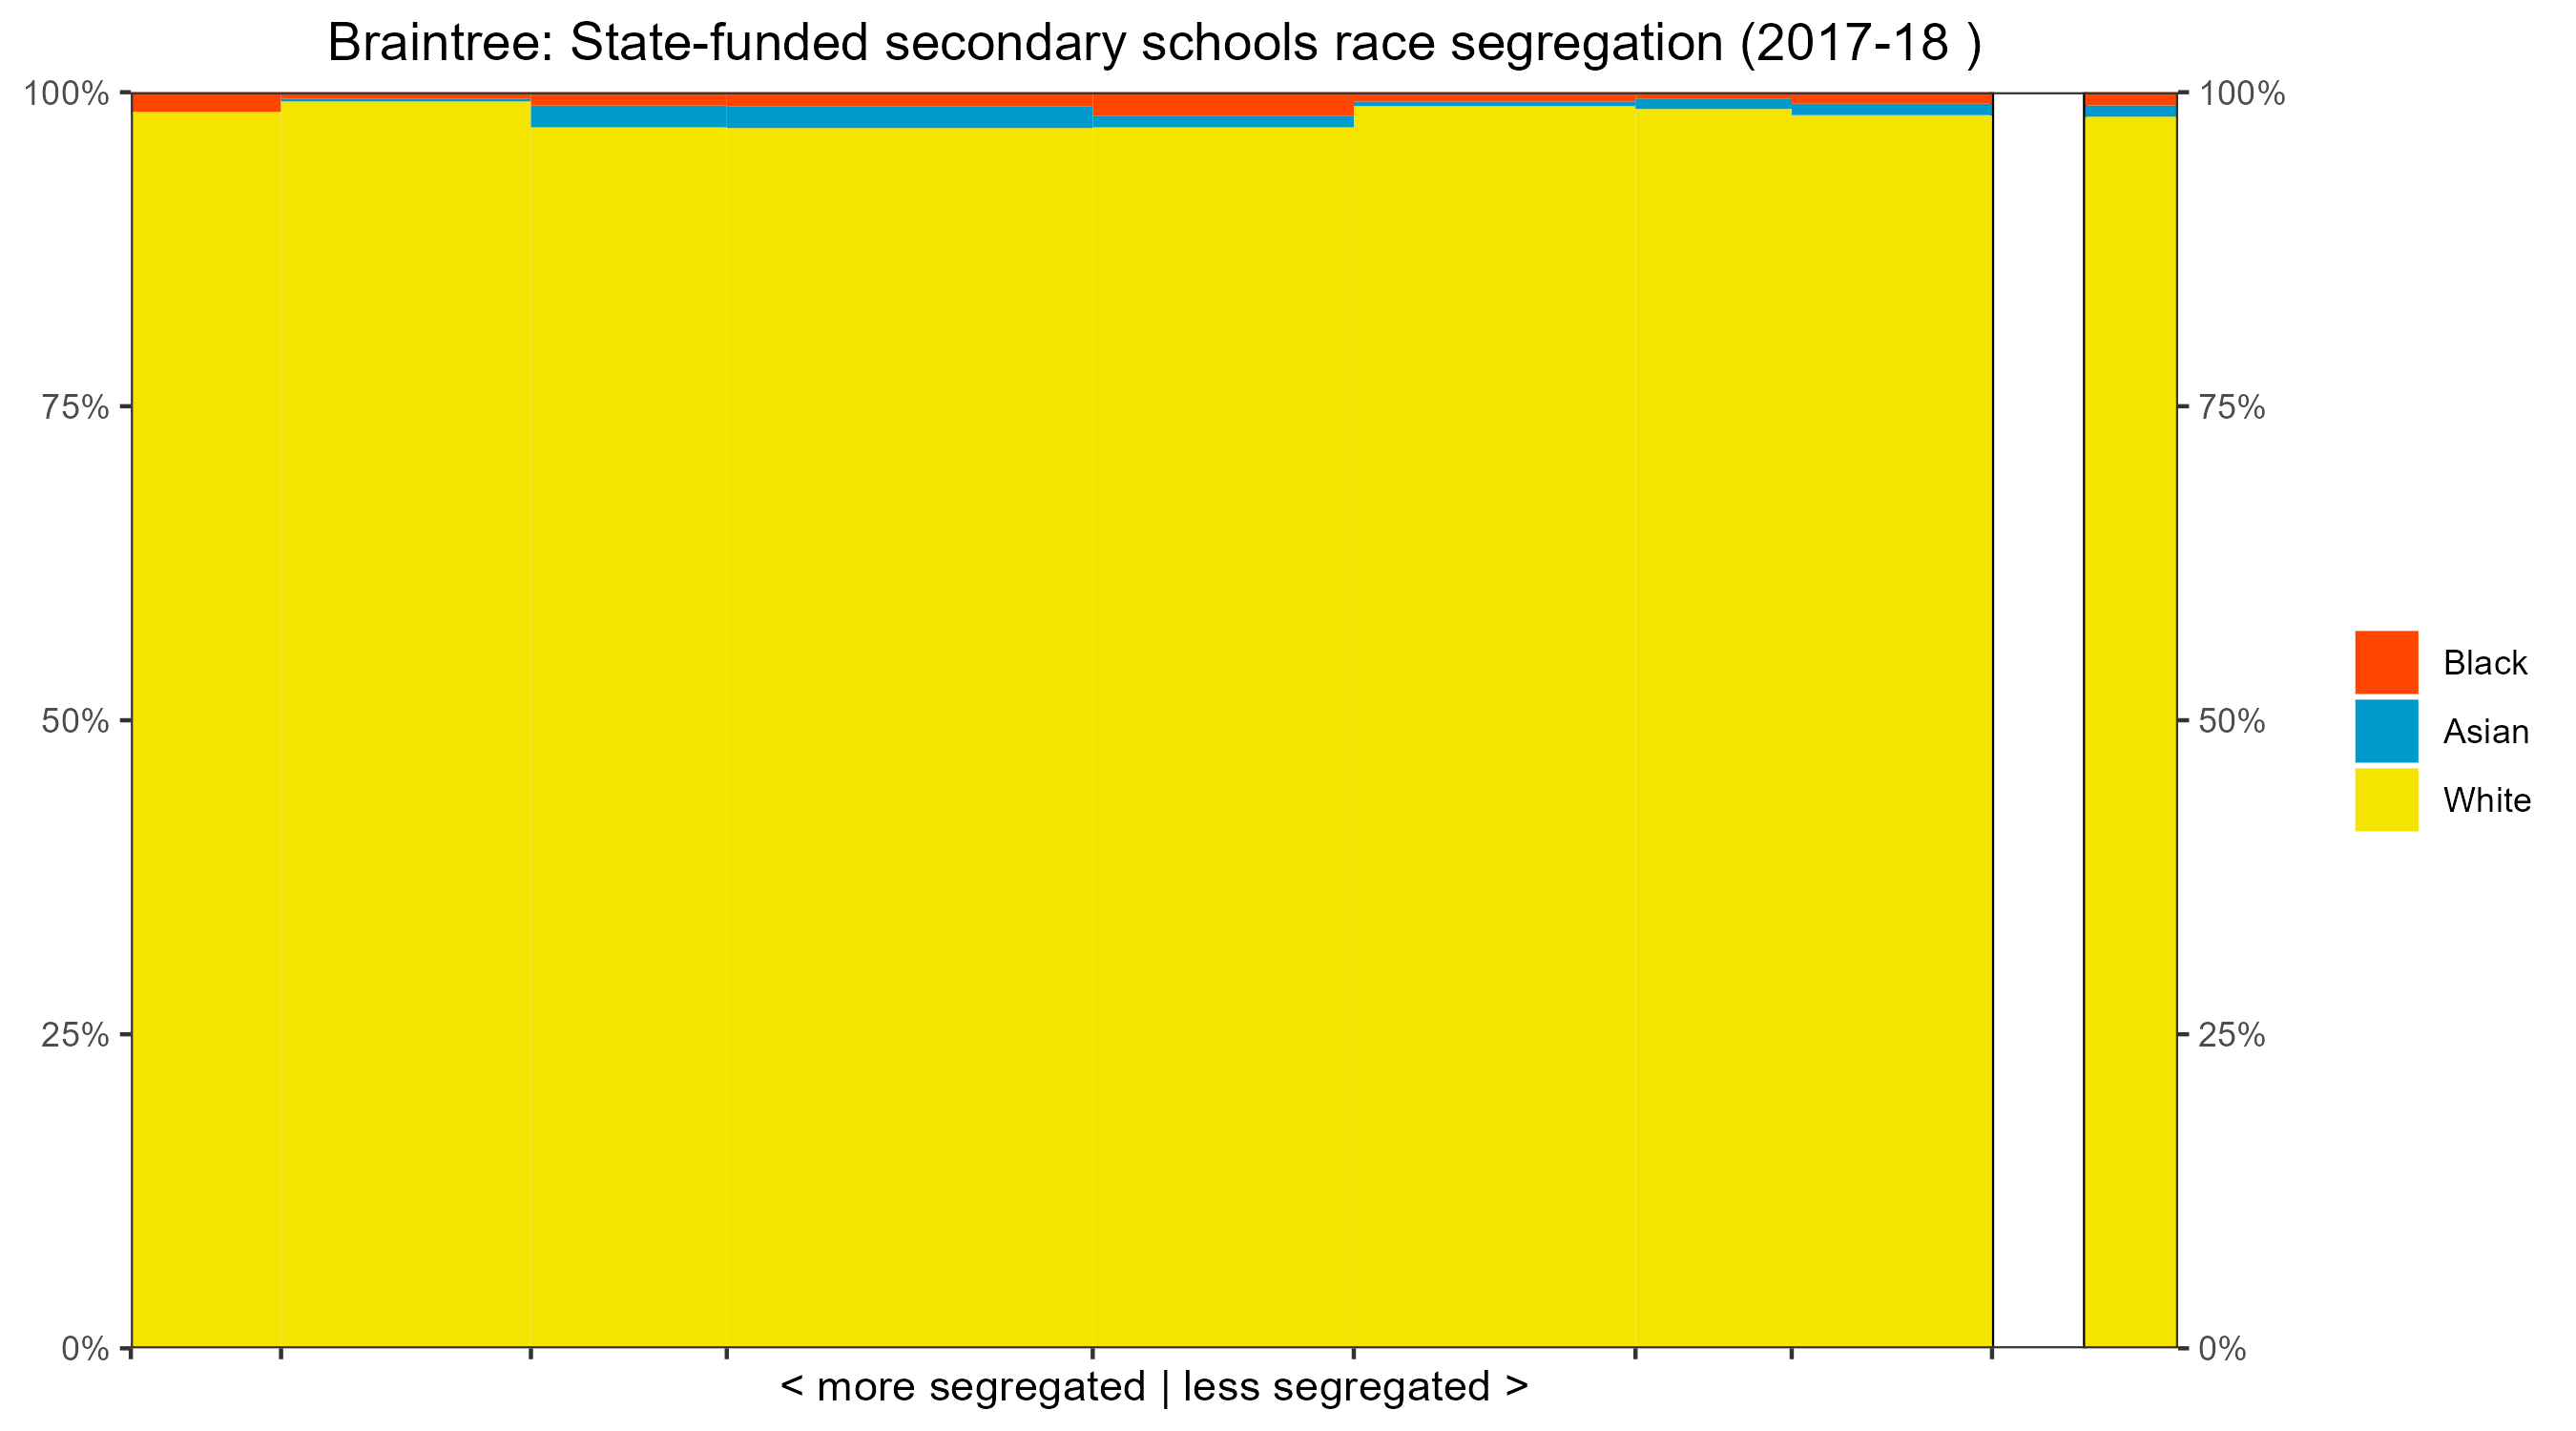 Braintree: State-funded secondary schools race segregation (2017-18 )
100%
75%
50%
25%
0%
100%
75%
50%
25%
0%
Black
Asian
White
< more segregated | less segregated >